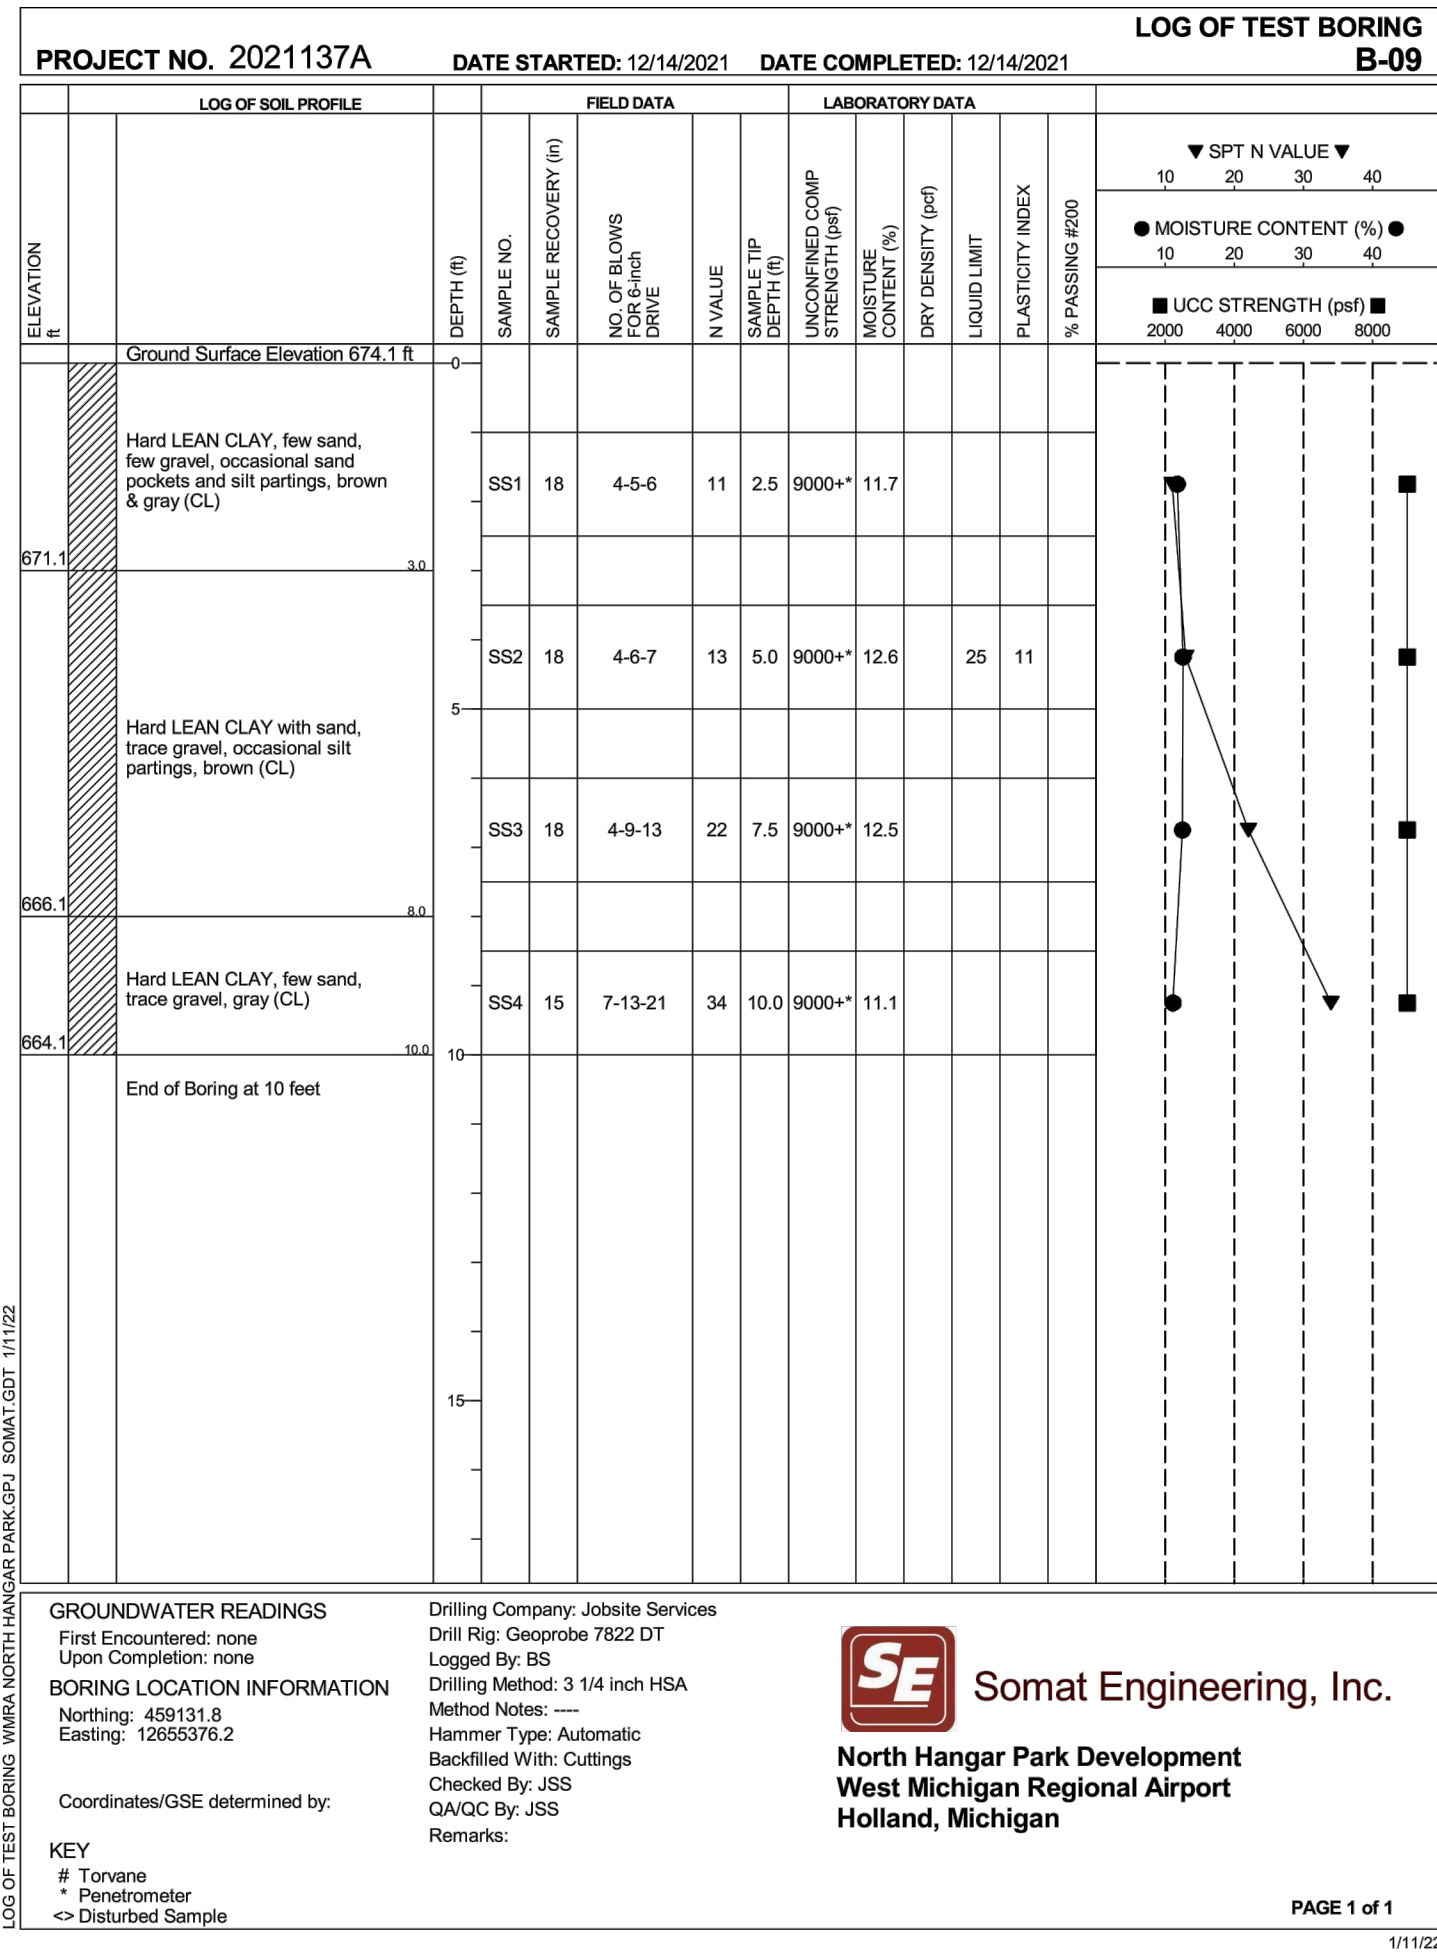 LOG OF TEST BORING
PROJECT NO. 2021137A DATE STARTED: 12/14/2021 DATE COMPLETED: 12/14/2021 B-09
LOG OF SOIL PROFILE FIELD DATA LABORATORY DATA
ELEVATION
ft
DEPTH (ft)
SAMPLE NO.
SAMPLE RECOVERY (in)
NO. OF BLOWS
FOR 6-inch
DRIVE
N VALUE
SAMPLE TIP
DEPTH (ft)
UNCONFINED COMP
STRENGTH (psf)
MOISTURE
CONTENT (%)
DRY DENSITY (pcf)
LIQUID LIMIT
PLASTICITY INDEX
% PASSING #200
▼ SPT N VALUE ▼
10 20 30 40
● MOISTURE CONTENT (%) ●
10 20 30 40
■ UCC STRENGTH (psf) ■
2000 4000 6000 8000
Ground Surface Elevation 674.1 ft
0
Hard LEAN CLAY, few sand,
few gravel, occasional sand
pockets and silt partings, brown
& gray (CL)
SS1 18 4-5-6 11 2.5 9000+* 11.7
671.1 3.0
SS2 18 4-6-7 13 5.0 9000+* 12.6 25 11
5
Hard LEAN CLAY with sand,
trace gravel, occasional silt
partings, brown (CL)
SS3 18 4-9-13 22 7.5 9000+* 12.5
666.1 8.0
Hard LEAN CLAY, few sand,
trace gravel, gray (CL)
SS4 15 7-13-21 34 10.0 9000+* 11.1
664.1 10.0 10
End of Boring at 10 feet
15
LOG OF TEST BORING WMRA NORTH HANGAR PARK.GPJ SOMAT.GDT 1/11/22
GROUNDWATER READINGS
First Encountered: none
Upon Completion: none
BORING LOCATION INFORMATION
Northing: 459131.8
Easting: 12655376.2
Coordinates/GSE determined by:
KEY
# Torvane
* Penetrometer
<> Disturbed Sample
Drilling Company: Jobsite Services
Drill Rig: Geoprobe 7822 DT
Logged By: BS
Drilling Method: 3 1/4 inch HSA
Method Notes: ----
Hammer Type: Automatic
Backfilled With: Cuttings
Checked By: JSS
QA/QC By: JSS
Remarks:
SE
Somat Engineering, Inc.
North Hangar Park Development
West Michigan Regional Airport
Holland, Michigan
PAGE 1 of 1
1/11/22